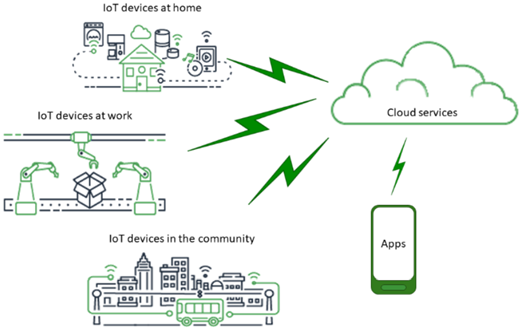 IoT devices at home
Cloud services
IoT devices at work
Apps
IoT devices in the community